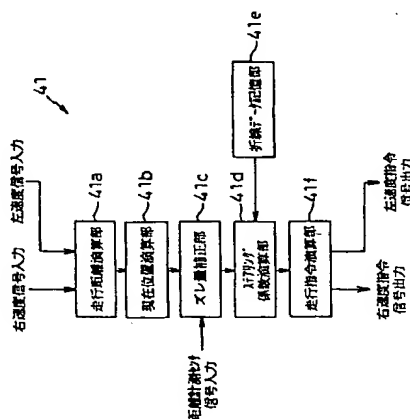 41
左速度信号入力
右速度信号入力
41a
走行距離演算部
41b
現在位置演算部
41c
ズレ量補正部
距離計測センサ
信号入力
41d
ステアリング
係数演算部
41e
折線データ記憶部
41f
走行指令演算部
右速度指令
信号出力
左速度指令
信号出力